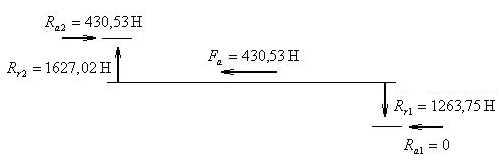 R_a2 = 430,53 Н
F_a = 430,53 Н
R_r2 = 1627,02 Н
R_r1 = 1263,75 Н
R_a1 = 0